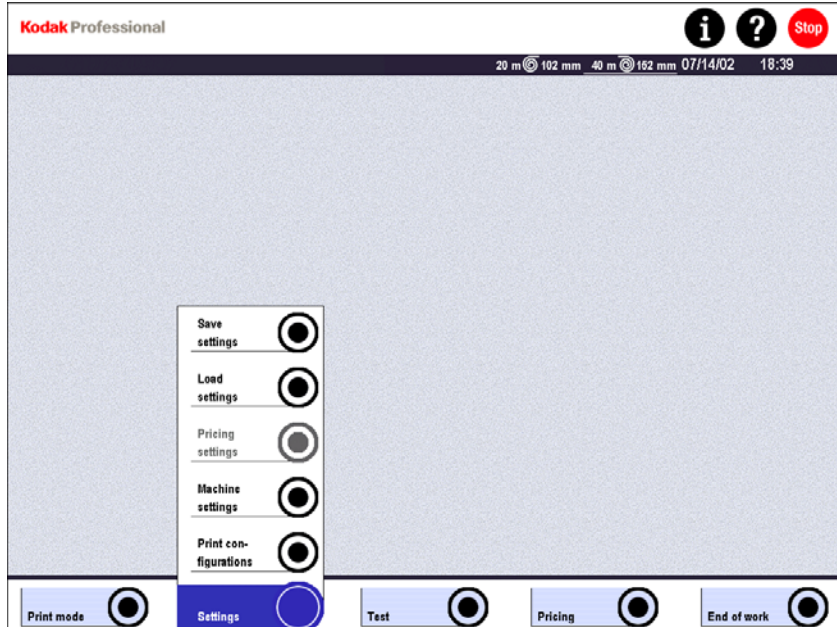 Kodak Professional
i ? Stop
20 m 102 mm 40 m 152 mm 07/14/02 18:39
Save
settings
Load
settings
Pricing
settings
Machine
settings
Print con-
figurations
Print mode Settings Test Pricing End of work